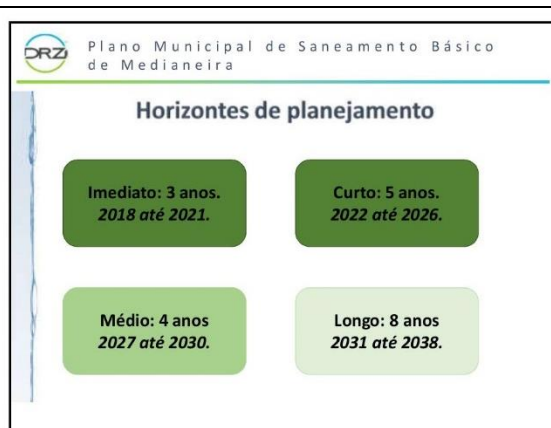 DRZ
Plano Municipal de Saneamento Básico
de Medianeira
Horizontes de planejamento
Imediato: 3 anos.
2018 até 2021.
Curto: 5 anos.
2022 até 2026.
Médio: 4 anos
2027 até 2030.
Longo: 8 anos
2031 até 2038.